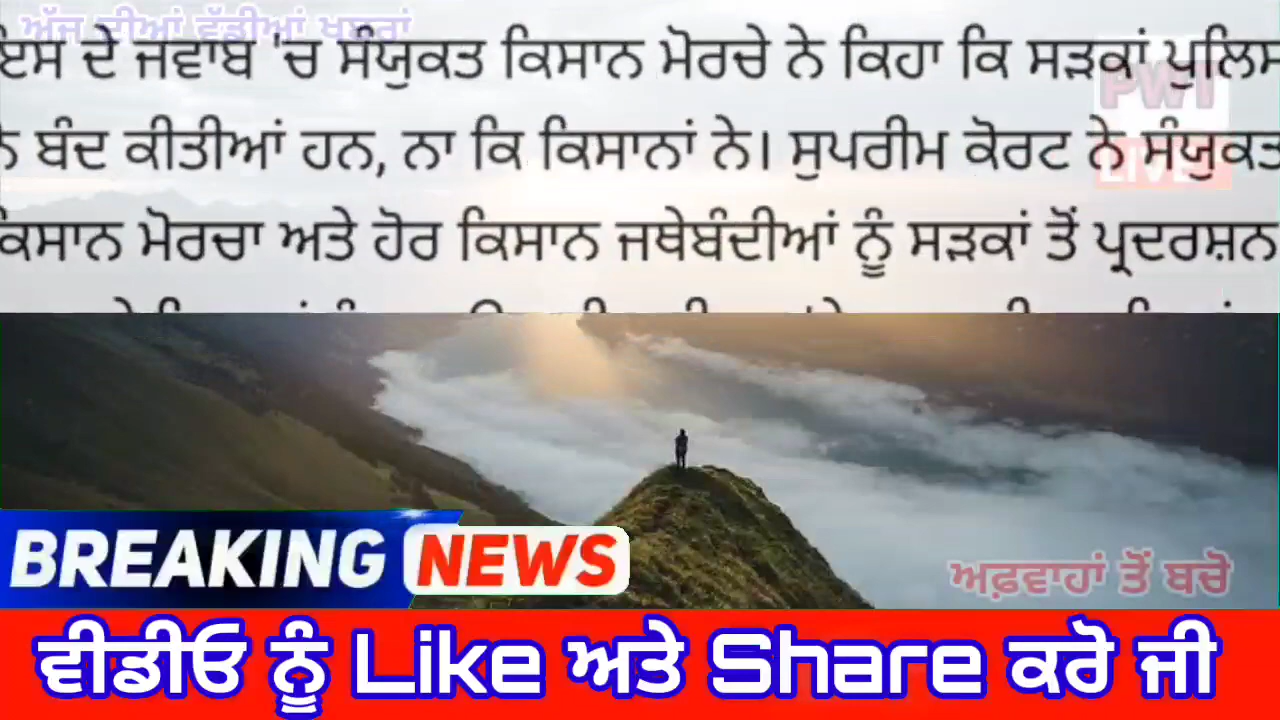 ਅੱਜ ਦੀਆਂ ਵੱਡੀਆਂ ਖਬਰਾਂ
ਇਸ ਦੇ ਜਵਾਬ 'ਚ ਸੰਯੁਕਤ ਕਿਸਾਨ ਮੋਰਚੇ ਨੇ ਕਿਹਾ ਕਿ ਸੜਕਾਂ ਪੁਲਿਸ
ਨੇ ਬੰਦ ਕੀਤੀਆਂ ਹਨ, ਨਾ ਕਿ ਕਿਸਾਨਾਂ ਨੇ। ਸੁਪਰੀਮ ਕੋਰਟ ਨੇ ਸੰਯੁਕਤ
ਕਿਸਾਨ ਮੋਰਚਾ ਅਤੇ ਹੋਰ ਕਿਸਾਨ ਜਥੇਬੰਦੀਆਂ ਨੂੰ ਸੜਕਾਂ ਤੋਂ ਪ੍ਰਦਰਸ਼ਨ
PWT
LIVE
BREAKING NEWS
ਅਫ਼ਵਾਹਾਂ ਤੋਂ ਬਚੋ
ਵੀਡੀਓ ਨੂੰ Like ਅਤੇ Share ਕਰੋ ਜੀ